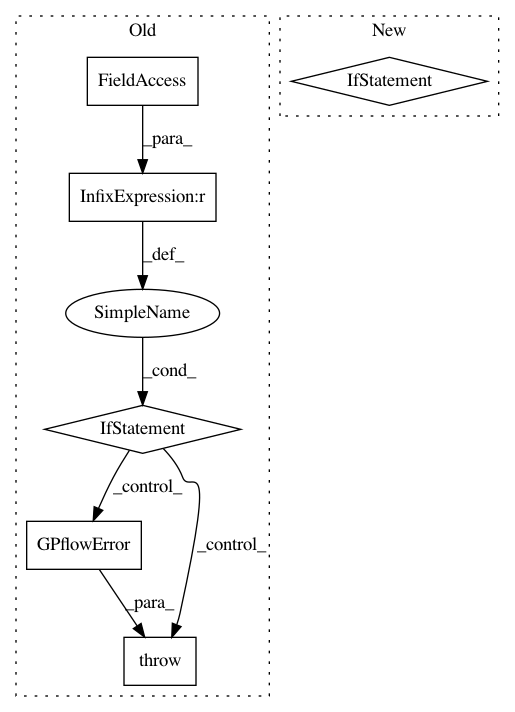 Old
New
FieldAccess
IfStatement
_para_
InfixExpression:r
_def_
SimpleName
_cond_
IfStatement
_control_
_control_
GPflowError
_para_
throw